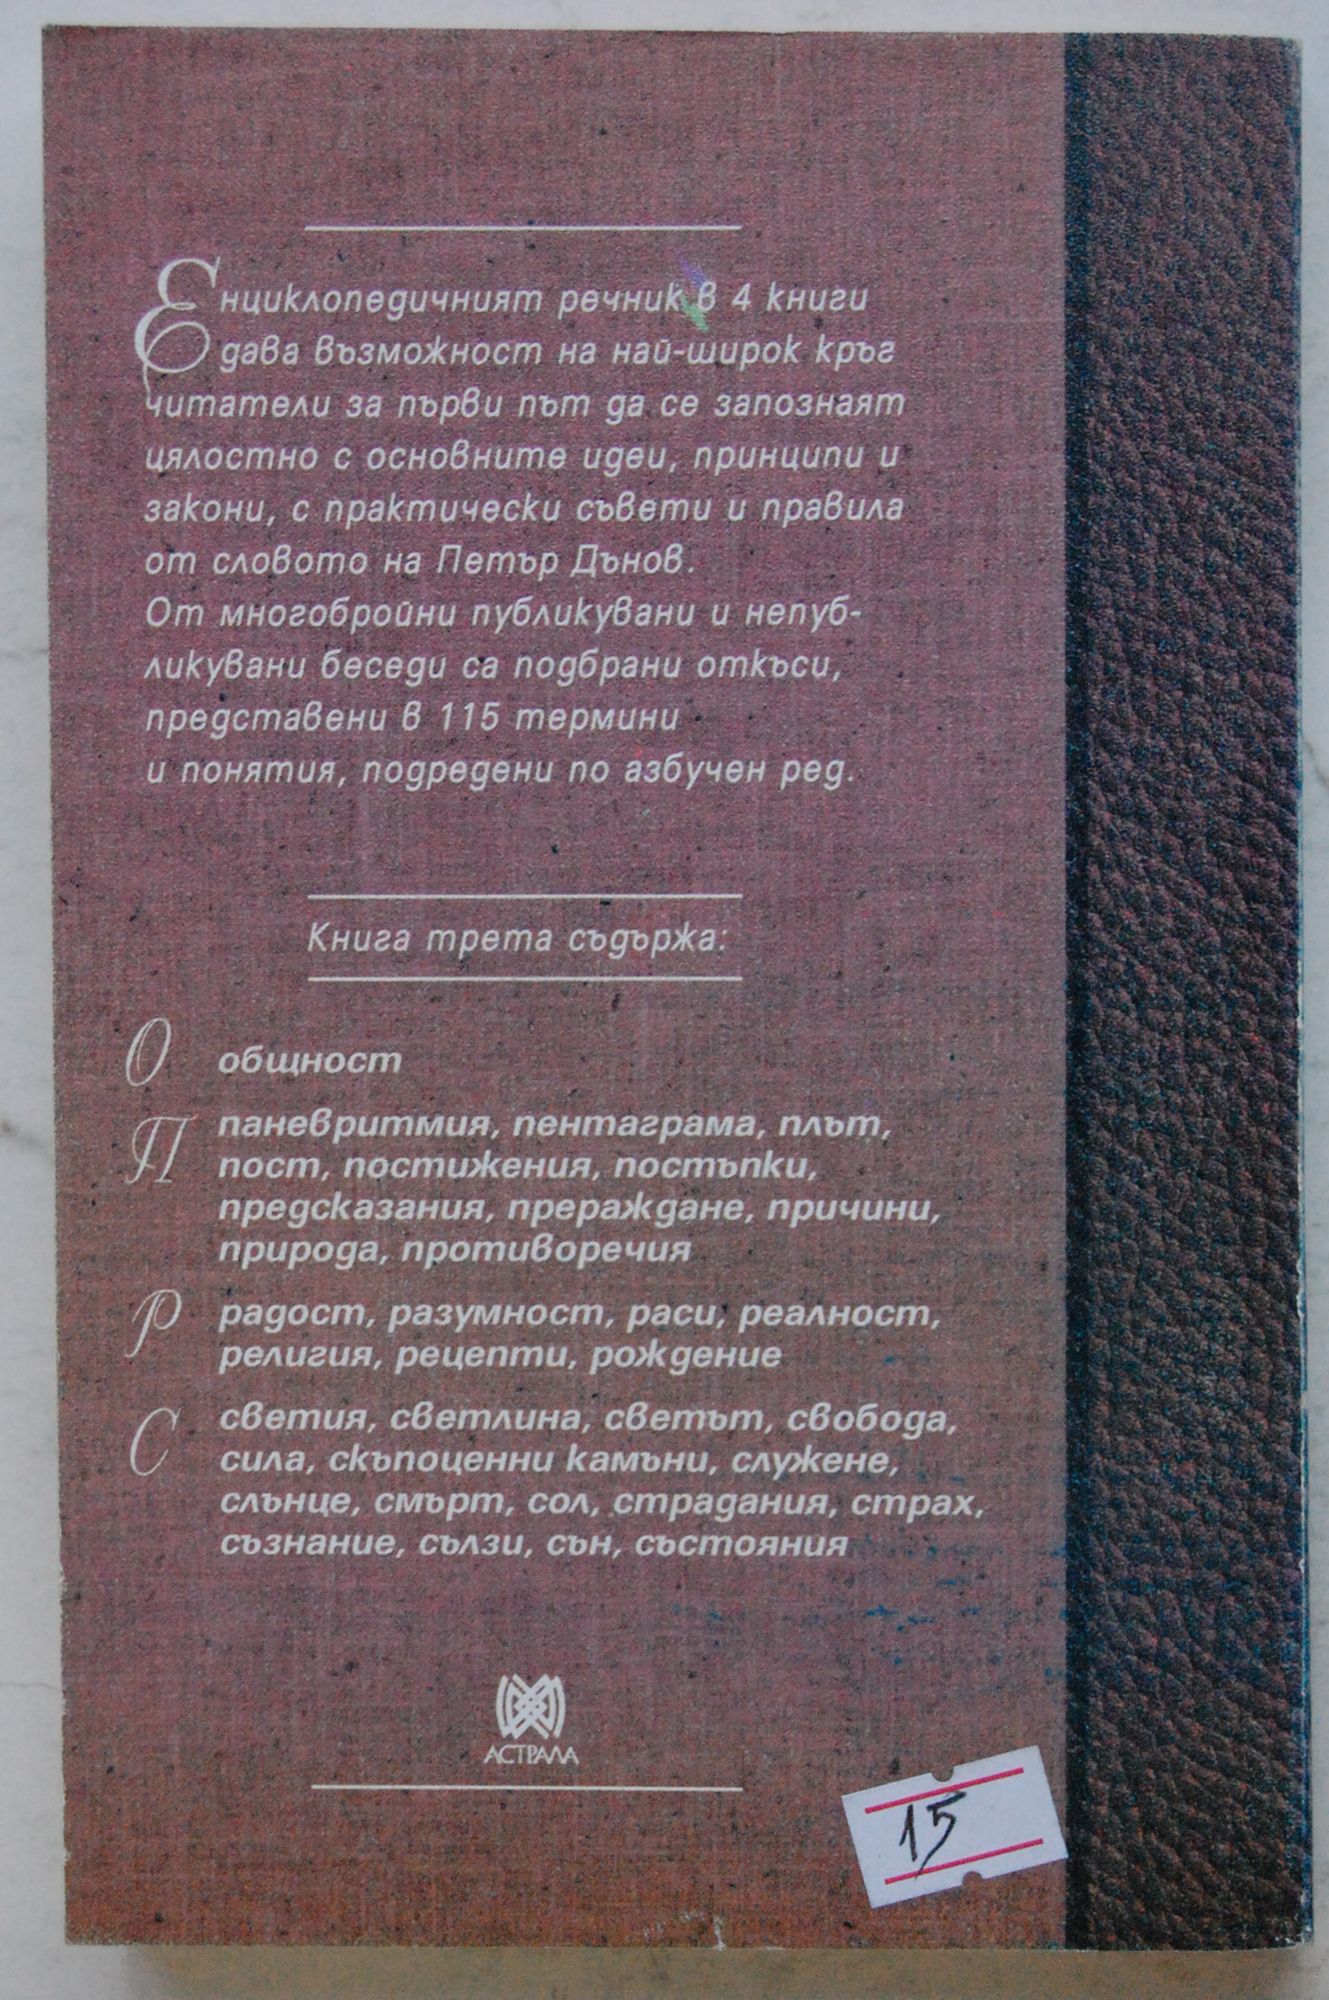 Енциклопедичният речник в 4 книги
дава възможност на най-широк кръг
читатели за първи път да се запознаят
цялостно с основните идеи, принципи и
закони, с практически съвети и правила
от словото на Петър Дънов.
От многобройни публикувани и непуб-
ликувани беседи са подбрани откъси,
представени в 115 термини
и понятия, подредени по азбучен ред.
Книга трета съдържа:
О общност
П паневритмия, пентаграма, плът,
пост, постижения, постъпки,
предсказания, прераждане, причини,
природа, противоречия
Р радост, разумност, раси, реалност,
религия, рецепти, рождение
С светия, светлина, светът, свобода,
сила, скъпоценни камъни, служене,
слънце, смърт, сол, страдания, страх,
съзнание, сълзи, сън, състояния
АСТРАЛА
15